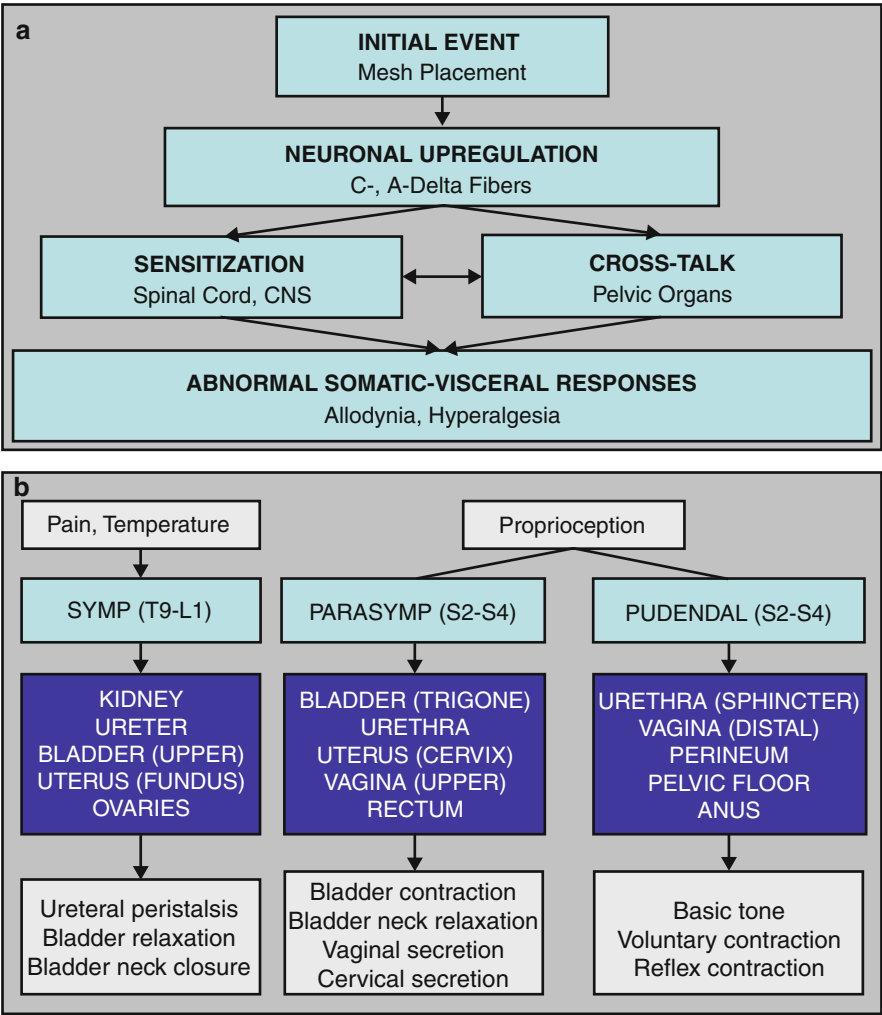 a
INITIAL EVENT
Mesh Placement
NEURONAL UPREGULATION
C-, A-Delta Fibers
SENSITIZATION
Spinal Cord, CNS
CROSS-TALK
Pelvic Organs
ABNORMAL SOMATIC-VISCERAL RESPONSES
Allodynia, Hyperalgesia
b
Pain, Temperature
Proprioception
SYMP (T9-L1)
PARASYMP (S2-S4)
PUDENDAL (S2-S4)
KIDNEY
URETER
BLADDER (UPPER)
UTERUS (FUNDUS)
OVARIES
BLADDER (TRIGONE)
URETHRA
UTERUS (CERVIX)
VAGINA (UPPER)
RECTUM
URETHRA (SPHINCTER)
VAGINA (DISTAL)
PERINEUM
PELVIC FLOOR
ANUS
Ureteral peristalsis
Bladder relaxation
Bladder neck closure
Bladder contraction
Bladder neck relaxation
Vaginal secretion
Cervical secretion
Basic tone
Voluntary contraction
Reflex contraction